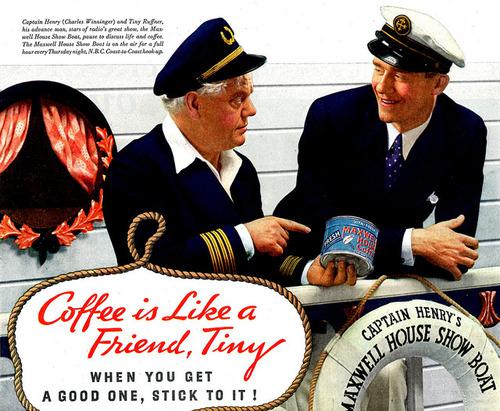 Captain Henry (Charles Winninger) and Tiny Ruffner,
his advance man, stars of radio's great show, the Max-
well House Show Boat, pause to discuss life and coffee.
The Maxwell House Show Boat is on the air for a full
hour every Thursday night, N.B.C. Coast-to-Coast hook-up.
FRESH
MAXWELL
HOUSE
Coffee is Like a
Friend, Tiny
WHEN YOU GET
A GOOD ONE, STICK TO IT!
CAPTAIN HENRY'S
MAXWELL HOUSE SHOW BOAT